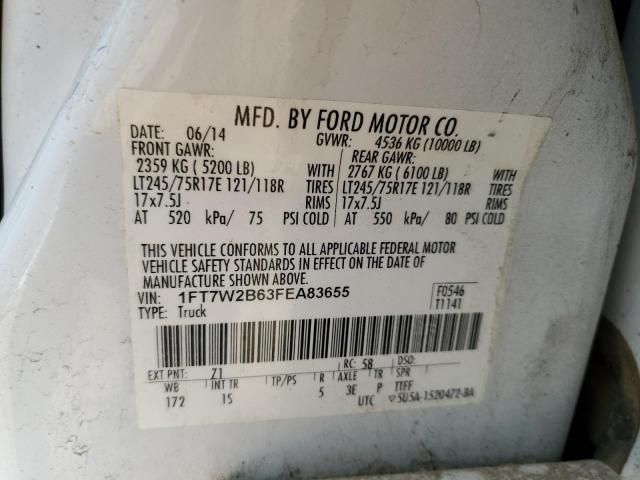 MFD. BY FORD MOTOR CO.
DATE: 06/14 GVWR: 4536 KG (10000 LB)
FRONT GAWR: REAR GAWR:
2359 KG ( 5200 LB) WITH 2767 KG ( 6100 LB) WITH
LT245/75R17E 121/118R TIRES LT245/75R17E 121/118R TIRES
17x7.5J RIMS 17x7.5J RIMS
AT 520 kPa/ 75 PSI COLD AT 550 kPa/ 80 PSI COLD
THIS VEHICLE CONFORMS TO ALL APPLICABLE FEDERAL MOTOR
VEHICLE SAFETY STANDARDS IN EFFECT ON THE DATE OF
MANUFACTURE SHOWN ABOVE.
VIN: 1FT7W2B63FEA83655 F0546
TYPE: Truck T1141
EXT PNT: Z1 RC: 58 DSO:
WB INT TR TP/PS R AXLE TR SPR
172 IS 5 3E P TTFF
UTC ▽5U5A-1520472-BA